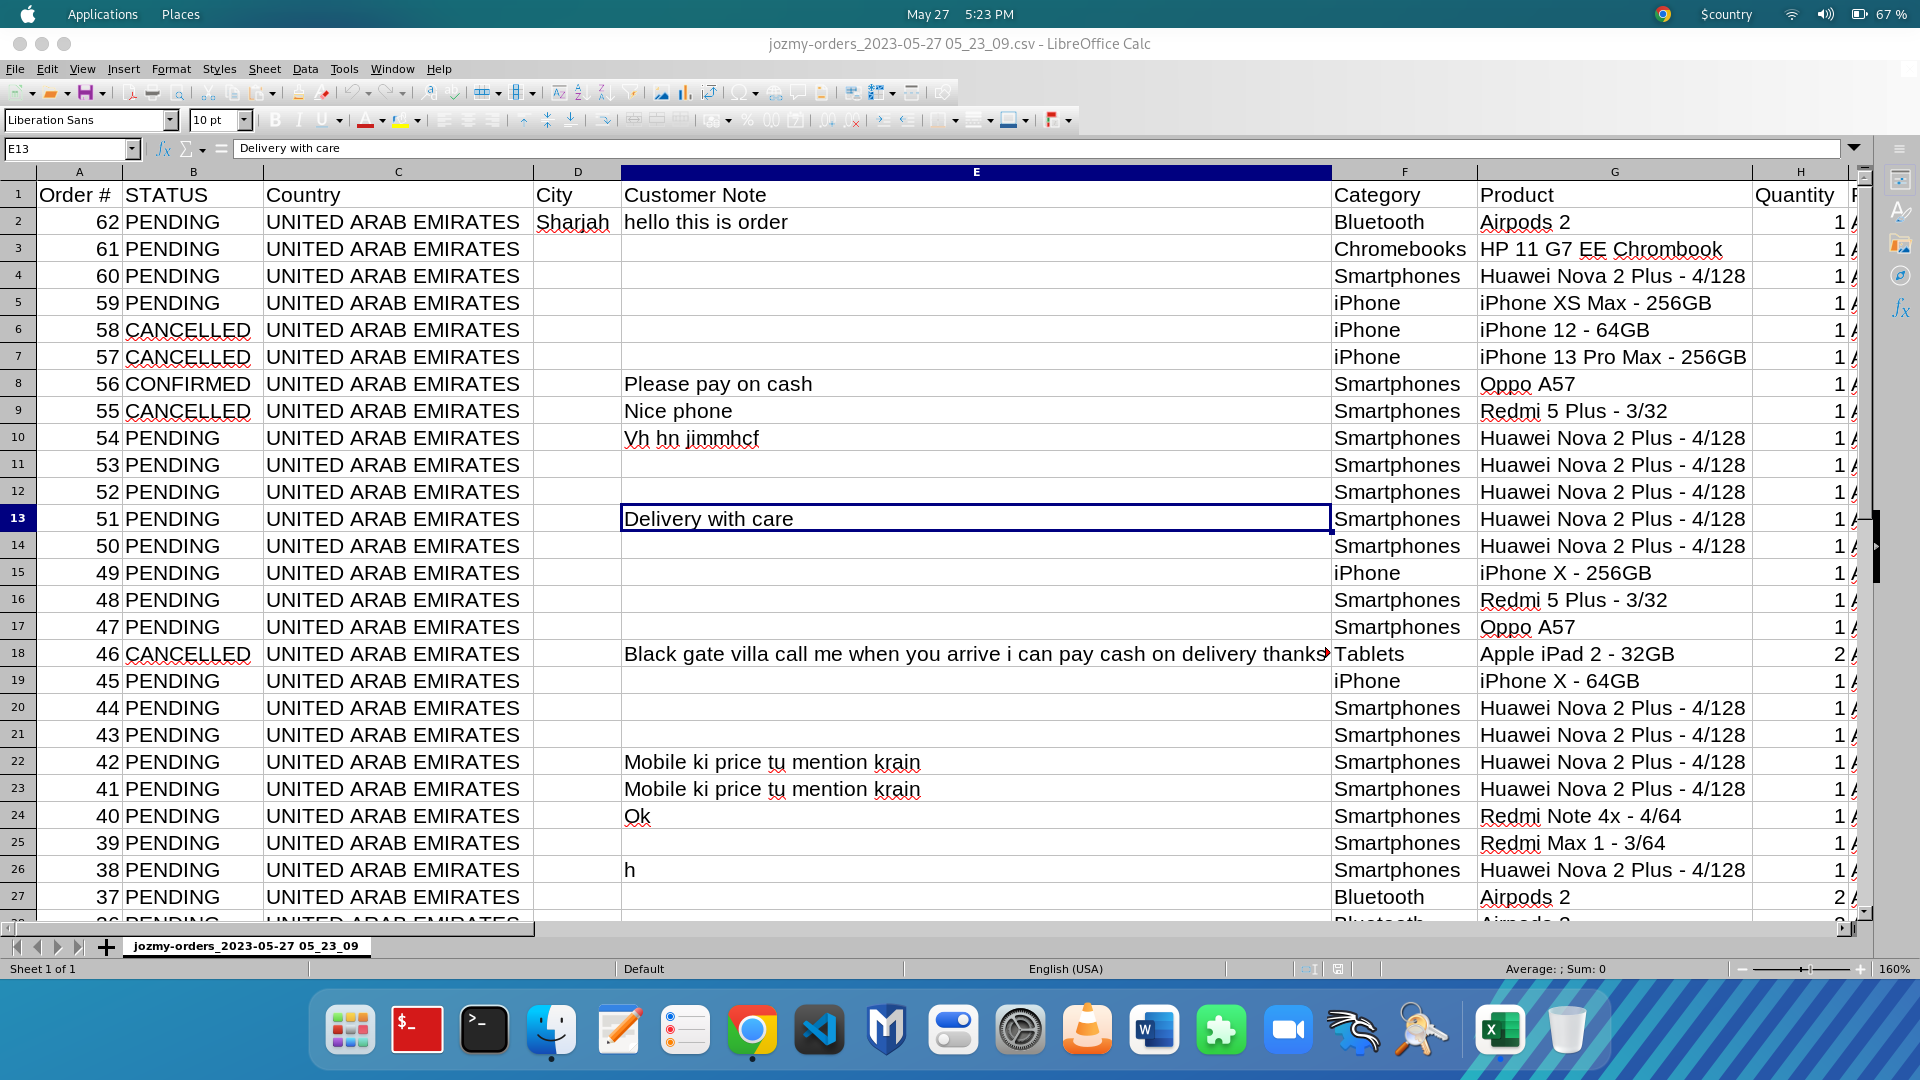 Applications Places May 27 5:23 PM $country 67 %
jozmy-orders_2023-05-27 05_23_09.csv - LibreOffice Calc
File Edit View Insert Format Styles Sheet Data Tools Window Help
Liberation Sans 10 pt
E13 Delivery with care
A B C D E F G H
1 Order # STATUS Country City Customer Note Category Product Quantity
2 62 PENDING UNITED ARAB EMIRATES Sharjah hello this is order Bluetooth Airpods 2 1
3 61 PENDING UNITED ARAB EMIRATES Chromebooks HP 11 G7 EE Chrombook 1
4 60 PENDING UNITED ARAB EMIRATES Smartphones Huawei Nova 2 Plus - 4/128 1
5 59 PENDING UNITED ARAB EMIRATES iPhone iPhone XS Max - 256GB 1
6 58 CANCELLED UNITED ARAB EMIRATES iPhone iPhone 12 - 64GB 1
7 57 CANCELLED UNITED ARAB EMIRATES iPhone iPhone 13 Pro Max - 256GB 1
8 56 CONFIRMED UNITED ARAB EMIRATES Please pay on cash Smartphones Oppo A57 1
9 55 CANCELLED UNITED ARAB EMIRATES Nice phone Smartphones Redmi 5 Plus - 3/32 1
10 54 PENDING UNITED ARAB EMIRATES Vh hn jimmhcf Smartphones Huawei Nova 2 Plus - 4/128 1
11 53 PENDING UNITED ARAB EMIRATES Smartphones Huawei Nova 2 Plus - 4/128 1
12 52 PENDING UNITED ARAB EMIRATES Smartphones Huawei Nova 2 Plus - 4/128 1
13 51 PENDING UNITED ARAB EMIRATES Delivery with care Smartphones Huawei Nova 2 Plus - 4/128 1
14 50 PENDING UNITED ARAB EMIRATES Smartphones Huawei Nova 2 Plus - 4/128 1
15 49 PENDING UNITED ARAB EMIRATES iPhone iPhone X - 256GB 1
16 48 PENDING UNITED ARAB EMIRATES Smartphones Redmi 5 Plus - 3/32 1
17 47 PENDING UNITED ARAB EMIRATES Smartphones Oppo A57 1
18 46 CANCELLED UNITED ARAB EMIRATES Black gate villa call me when you arrive i can pay cash on delivery thanks Tablets Apple iPad 2 - 32GB 2
19 45 PENDING UNITED ARAB EMIRATES iPhone iPhone X - 64GB 1
20 44 PENDING UNITED ARAB EMIRATES Smartphones Huawei Nova 2 Plus - 4/128 1
21 43 PENDING UNITED ARAB EMIRATES Smartphones Huawei Nova 2 Plus - 4/128 1
22 42 PENDING UNITED ARAB EMIRATES Mobile ki price tu mention krain Smartphones Huawei Nova 2 Plus - 4/128 1
23 41 PENDING UNITED ARAB EMIRATES Mobile ki price tu mention krain Smartphones Huawei Nova 2 Plus - 4/128 1
24 40 PENDING UNITED ARAB EMIRATES Ok Smartphones Redmi Note 4x - 4/64 1
25 39 PENDING UNITED ARAB EMIRATES Smartphones Redmi Max 1 - 3/64 1
26 38 PENDING UNITED ARAB EMIRATES h Smartphones Huawei Nova 2 Plus - 4/128 1
27 37 PENDING UNITED ARAB EMIRATES Bluetooth Airpods 2 2
jozmy-orders_2023-05-27 05_23_09
Sheet 1 of 1 Default English (USA) Average: ; Sum: 0 160%